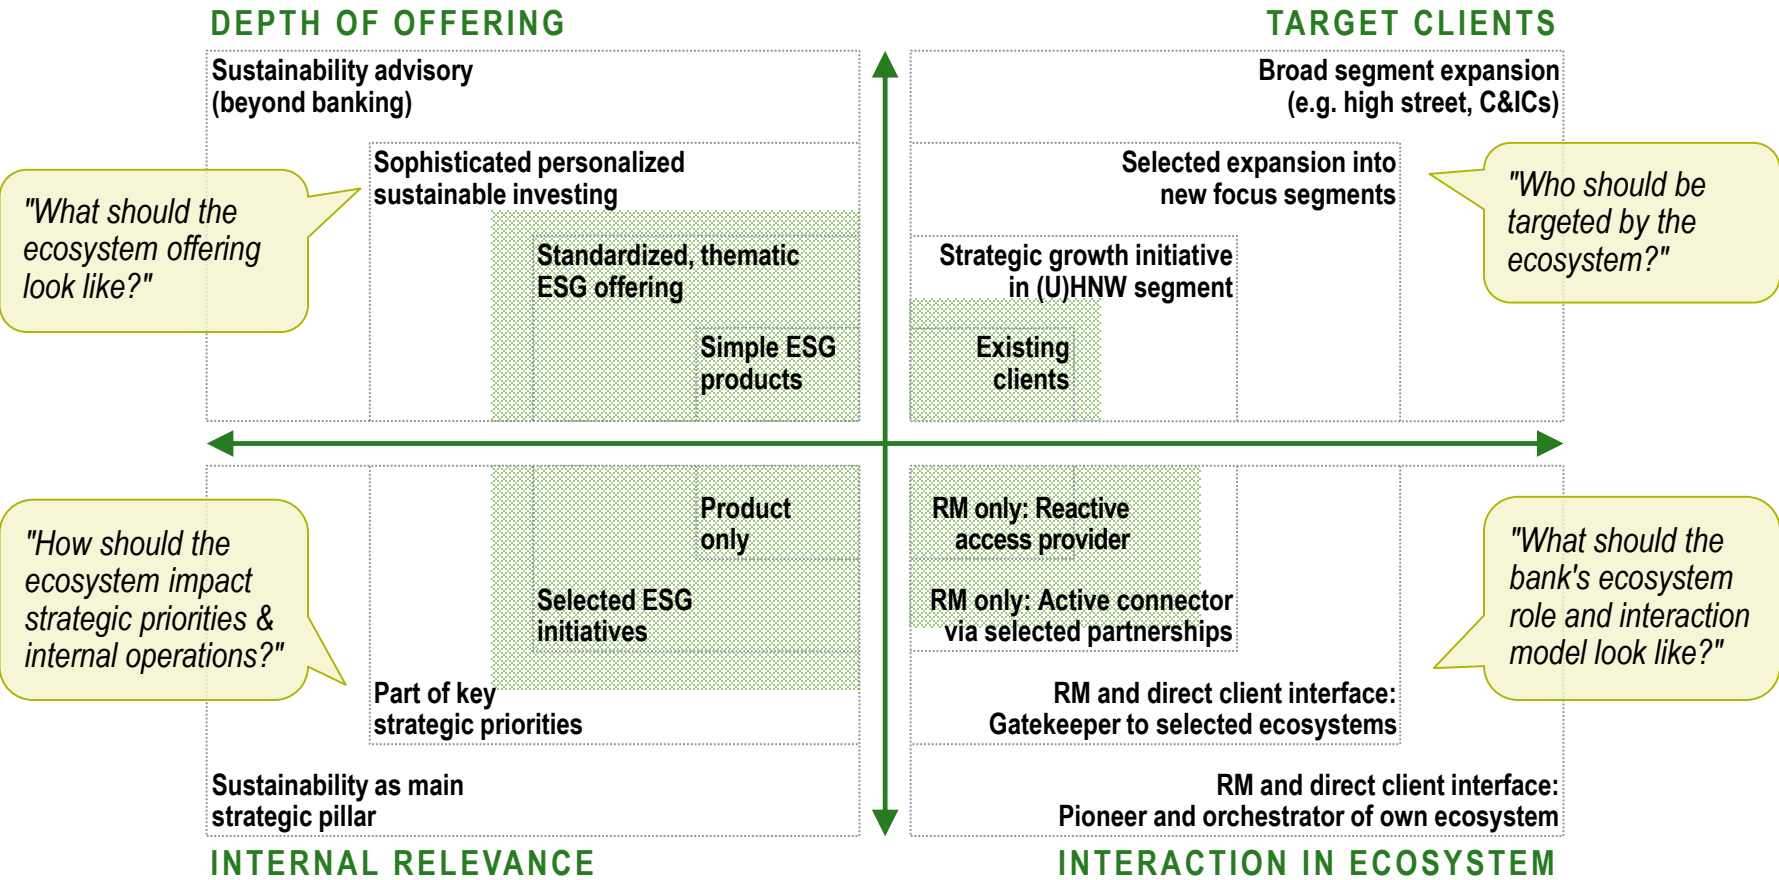 DEPTH OF OFFERING
Sustainability advisory
(beyond banking)
Sophisticated personalized
sustainable investing
"What should the
ecosystem offering
look like?"
Standardized, thematic
ESG offering
Simple ESG
products
TARGET CLIENTS
Broad segment expansion
(e.g. high street, C&ICs)
Selected expansion into
new focus segments
"Who should be
targeted by the
ecosystem?"
Strategic growth initiative
in (U)HNW segment
Existing
clients
Product
only
"How should the
ecosystem impact
strategic priorities &
internal operations?"
Selected ESG
initiatives
Part of key
strategic priorities
Sustainability as main
strategic pillar
INTERNAL RELEVANCE
RM only: Reactive
access provider
"What should the
bank's ecosystem
role and interaction
model look like?"
RM only: Active connector
via selected partnerships
RM and direct client interface:
Gatekeeper to selected ecosystems
RM and direct client interface:
Pioneer and orchestrator of own ecosystem
INTERACTION IN ECOSYSTEM